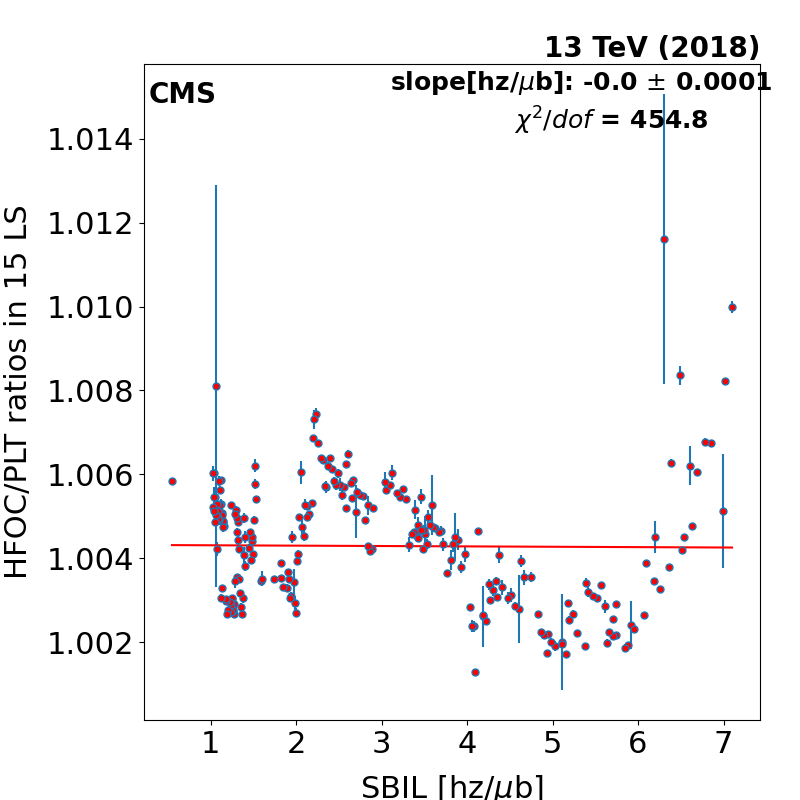 13 TeV (2018)
CMS
slope[hz/μb]: -0.0 ± 0.0001
χ²/dof = 454.8
HFOC/PLT ratios in 15 LS
1.014
1.012
1.010
1.008
1.006
1.004
1.002
1 2 3 4 5 6 7
SBIL [hz/μb]